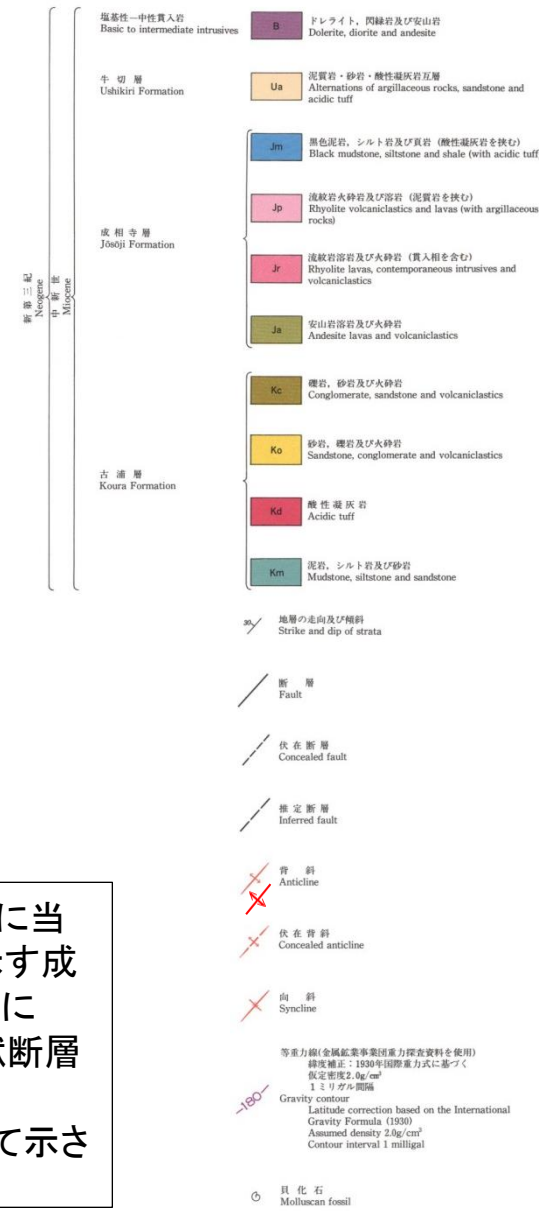 塩基性—中性貫入岩
Basic to intermediate intrusives
B
ドレライト，閃緑岩及び安山岩
Dolerite, diorite and andesite
牛切層
Ushikiri Formation
Ua
泥質岩・砂岩・酸性凝灰岩互層
Alternations of argillaceous rocks, sandstone and
acidic tuff
新第三紀
Neogene
中新世
Miocene
成相寺層
Jōsōji Formation
Jm
黒色泥岩，シルト岩及び頁岩（酸性凝灰岩を挟む）
Black mudstone, siltstone and shale (with acidic tuff
Jp
流紋岩火砕岩及び溶岩（泥質岩を挟む）
Rhyolite volcaniclastics and lavas (with argillaceous
rocks)
Jr
流紋岩溶岩及び火砕岩（貫入相を含む）
Rhyolite lavas, contemporaneous intrusives and
volcaniclastics
Ja
安山岩溶岩及び火砕岩
Andesite lavas and volcaniclastics
古浦層
Koura Formation
Kc
礫岩，砂岩及び火砕岩
Conglomerate, sandstone and volcaniclastics
Ko
砂岩，礫岩及び火砕岩
Sandstone, conglomerate and volcaniclastics
Kd
酸性凝灰岩
Acidic tuff
Km
泥岩，シルト岩及び砂岩
Mudstone, siltstone and sandstone
30
地層の走向及び傾斜
Strike and dip of strata
断層
Fault
伏在断層
Concealed fault
推定断層
Inferred fault
背斜
Anticline
伏在背斜
Concealed anticline
向斜
Syncline
-180-
等重力線(金属鉱業事業団重力探査資料を使用)
緯度補正：1930年国際重力式に基づく
仮定密度2.0g/cm³
1ミリガル間隔
Gravity contour
Latitude correction based on the International
Gravity Formula (1930)
Assumed density 2.0g/cm³
Contour interval 1 milligal
貝化石
Molluscan fossil
に当
す成
に
断層
て示さ